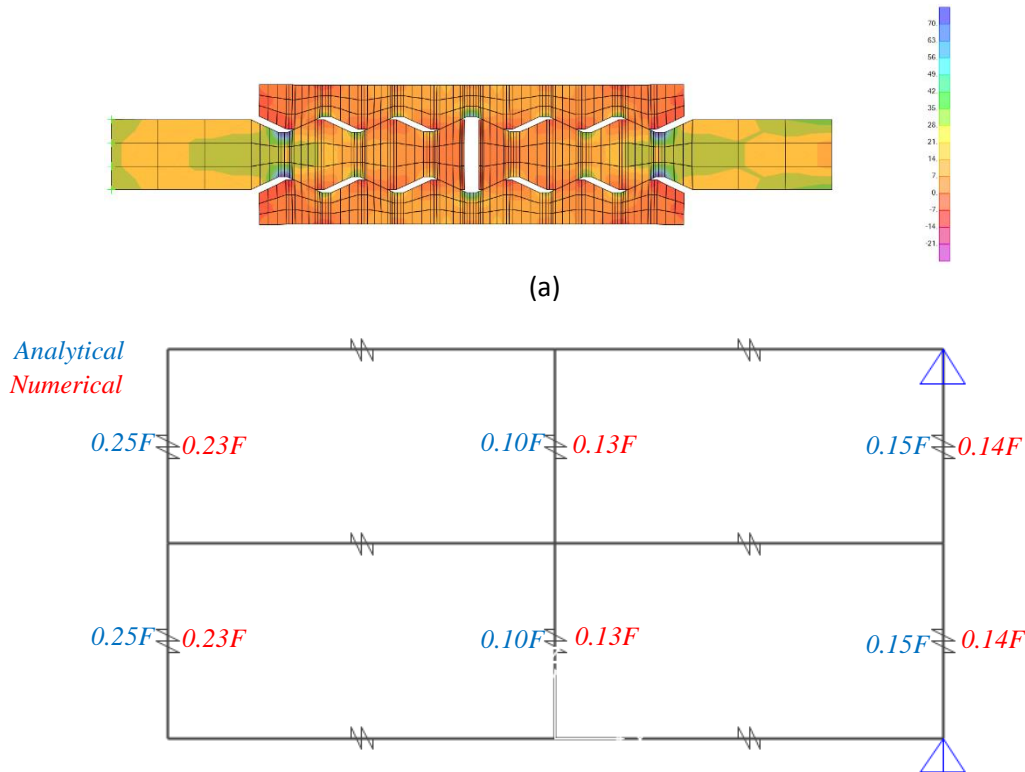 70.
63.
56.
49.
42.
35.
28.
21.
14.
7.
0.
-7.
-14.
-21.
(a)
Analytical
Numerical
0.25F 0.23F 0.10F 0.13F 0.15F 0.14F
0.25F 0.23F 0.10F 0.13F 0.15F 0.14F